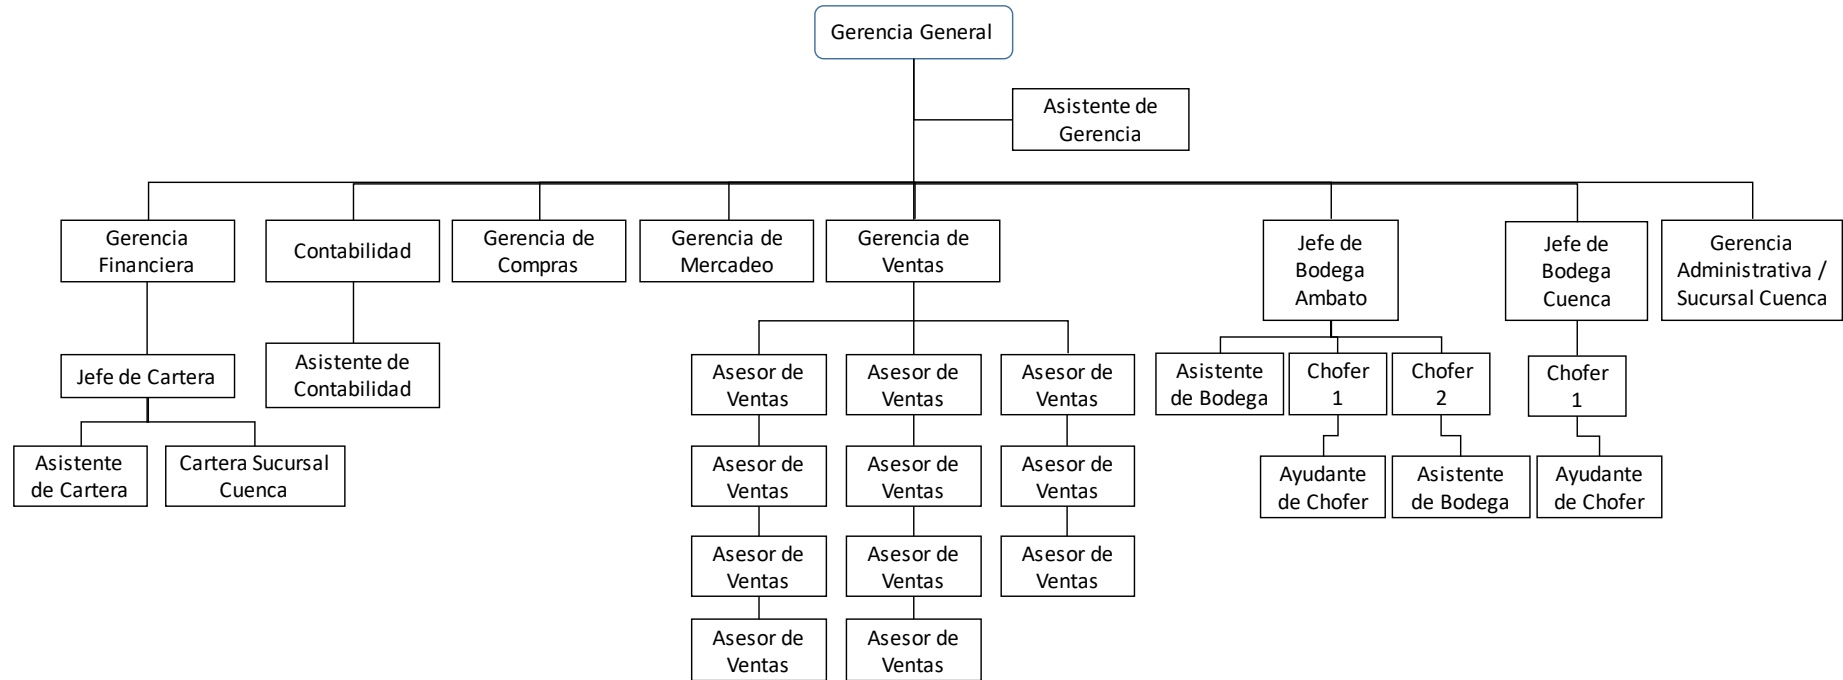 Gerencia General
Asistente de
Gerencia
Gerencia
Financiera
Contabilidad
Gerencia de
Compras
Gerencia de
Mercadeo
Gerencia de
Ventas
Jefe de
Bodega
Ambato
Jefe de
Bodega
Cuenca
Gerencia
Administrativa /
Sucursal Cuenca
Jefe de Cartera
Asistente de
Contabilidad
Asesor de
Ventas
Asesor de
Ventas
Asesor de
Ventas
Asistente
de Bodega
Chofer
1
Chofer
2
Chofer
1
Asistente
de Cartera
Cartera Sucursal
Cuenca
Asesor de
Ventas
Asesor de
Ventas
Asesor de
Ventas
Ayudante
de Chofer
Asistente
de Bodega
Ayudante
de Chofer
Asesor de
Ventas
Asesor de
Ventas
Asesor de
Ventas
Asesor de
Ventas
Asesor de
Ventas